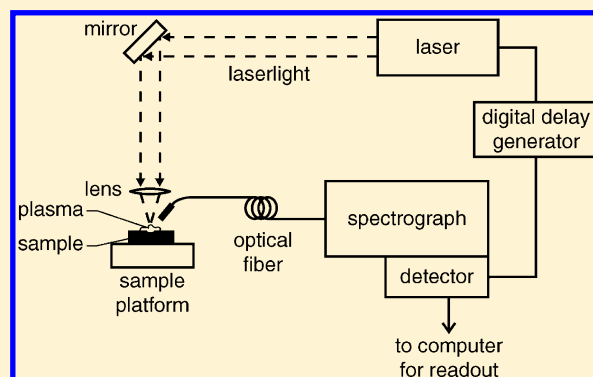 mirror
laser
laserlight
digital delay
generator
lens
plasma
sample
spectrograph
optical
fiber
detector
sample
platform
to computer
for readout